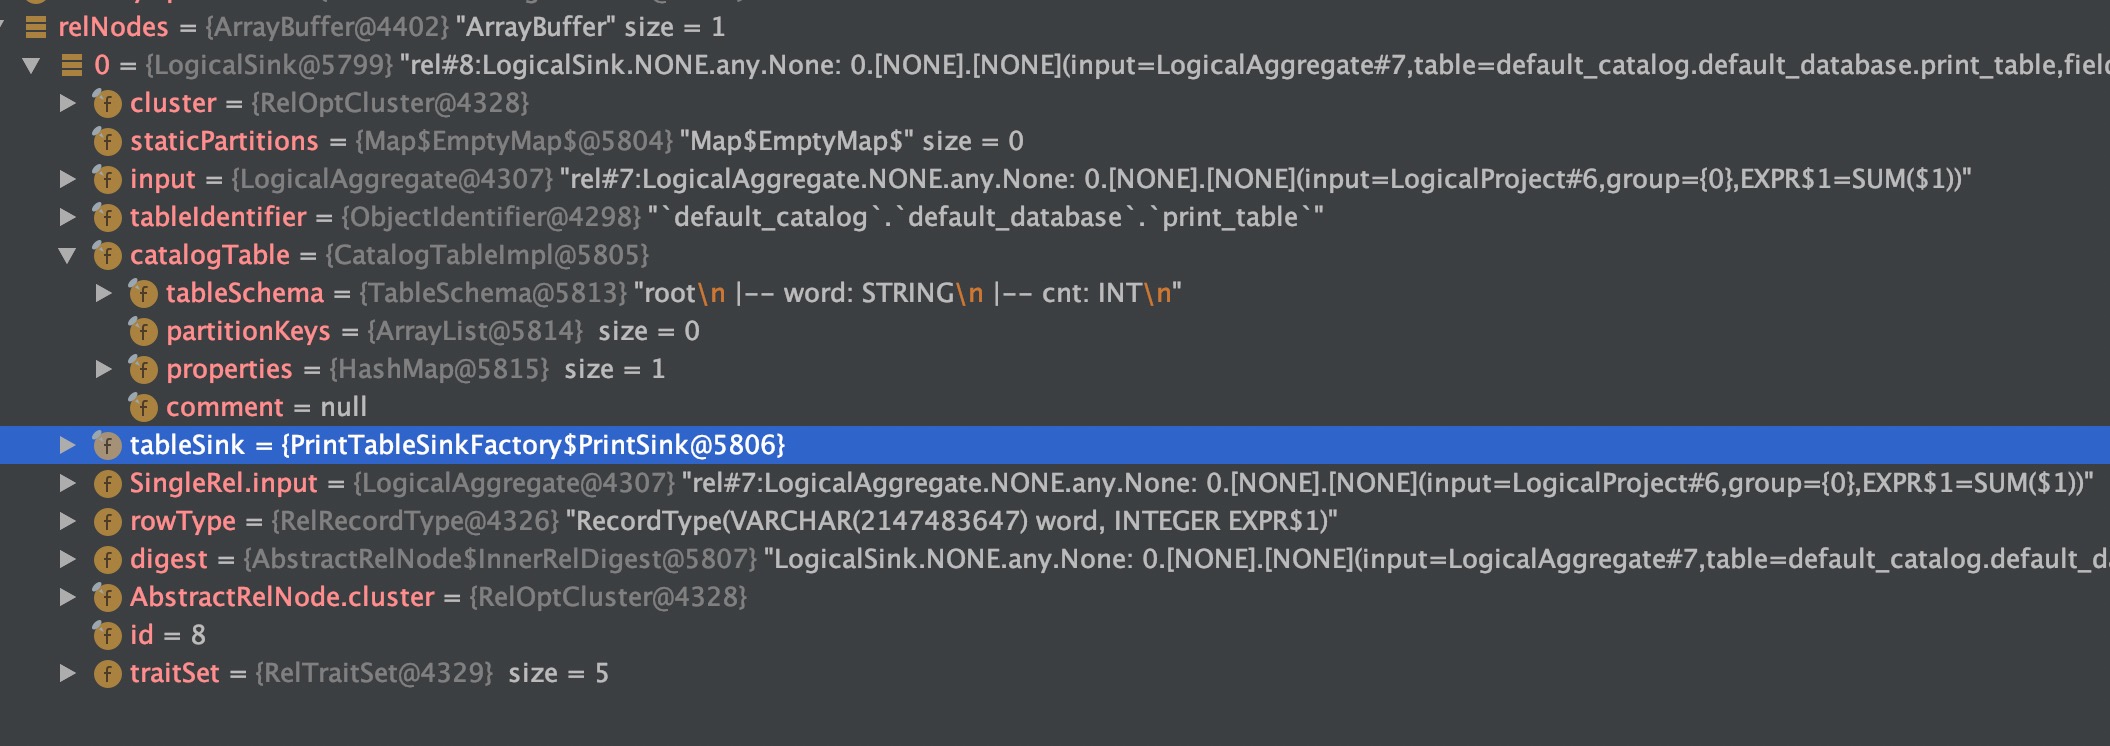 relNodes = {ArrayBuffer@4402} "ArrayBuffer" size = 1
0 = {LogicalSink@5799} "rel#8:LogicalSink.NONE.any.None: 0.[NONE].[NONE](input=LogicalAggregate#7,table=default_catalog.default_database.print_table,field
f cluster = {RelOptCluster@4328}
f staticPartitions = {Map$EmptyMap$@5804} "Map$EmptyMap$" size = 0
f input = {LogicalAggregate@4307} "rel#7:LogicalAggregate.NONE.any.None: 0.[NONE].[NONE](input=LogicalProject#6,group={0},EXPR$1=SUM($1))"
f tableIdentifier = {ObjectIdentifier@4298} "`default_catalog`.`default_database`.`print_table`"
f catalogTable = {CatalogTableImpl@5805}
f tableSchema = {TableSchema@5813} "root\n |-- word: STRING\n |-- cnt: INT\n"
f partitionKeys = {ArrayList@5814} size = 0
f properties = {HashMap@5815} size = 1
f comment = null
f tableSink = {PrintTableSinkFactory$PrintSink@5806}
f SingleRel.input = {LogicalAggregate@4307} "rel#7:LogicalAggregate.NONE.any.None: 0.[NONE].[NONE](input=LogicalProject#6,group={0},EXPR$1=SUM($1))"
f rowType = {RelRecordType@4326} "RecordType(VARCHAR(2147483647) word, INTEGER EXPR$1)"
f digest = {AbstractRelNode$InnerRelDigest@5807} "LogicalSink.NONE.any.None: 0.[NONE].[NONE](input=LogicalAggregate#7,table=default_catalog.default_da
f AbstractRelNode.cluster = {RelOptCluster@4328}
f id = 8
f traitSet = {RelTraitSet@4329} size = 5